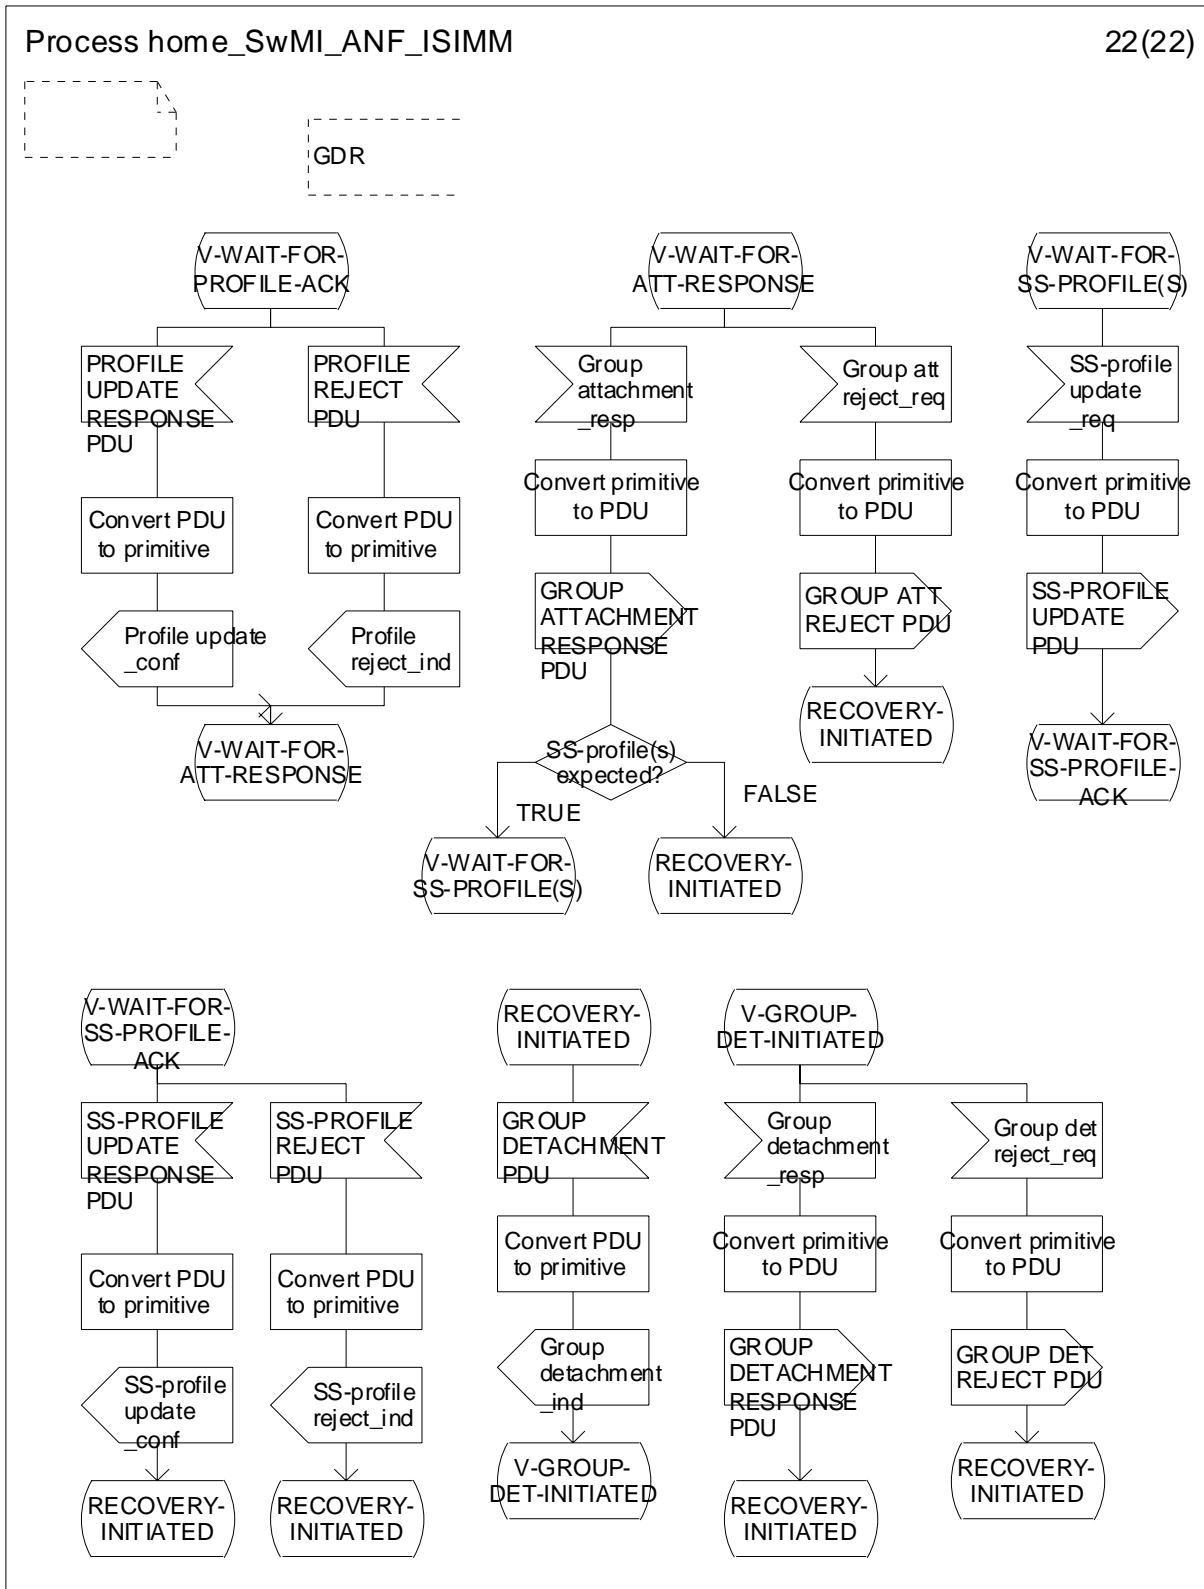 Process home_SwMI_ANF_ISIMM
22(22)
GDR
V-WAIT-FOR-
PROFILE-ACK
PROFILE
UPDATE
RESPONSE
PDU
PROFILE
REJECT
PDU
Convert PDU
to primitive
Convert PDU
to primitive
Profile update
_conf
Profile
reject_ind
V-WAIT-FOR-
ATT-RESPONSE
V-WAIT-FOR-
ATT-RESPONSE
Group
attachment
_resp
Group att
reject_req
Convert primitive
to PDU
Convert primitive
to PDU
GROUP
ATTACHMENT
RESPONSE
PDU
GROUP ATT
REJECT PDU
RECOVERY-
INITIATED
SS-profile(s)
expected?
TRUE
FALSE
V-WAIT-FOR-
SS-PROFILE(S)
RECOVERY-
INITIATED
V-WAIT-FOR-
SS-PROFILE(S)
SS-profile
update
_req
Convert primitive
to PDU
SS-PROFILE
UPDATE
PDU
V-WAIT-FOR-
SS-PROFILE-
ACK
V-WAIT-FOR-
SS-PROFILE-
ACK
SS-PROFILE
UPDATE
RESPONSE
PDU
SS-PROFILE
REJECT
PDU
Convert PDU
to primitive
Convert PDU
to primitive
SS-profile
update
_conf
SS-profile
reject_ind
RECOVERY-
INITIATED
RECOVERY-
INITIATED
RECOVERY-
INITIATED
GROUP
DETACHMENT
PDU
Convert PDU
to primitive
Group
detachment
_ind
V-GROUP-
DET-INITIATED
V-GROUP-
DET-INITIATED
Group
detachment
_resp
Group det
reject_req
Convert primitive
to PDU
Convert primitive
to PDU
GROUP
DETACHMENT
RESPONSE
PDU
GROUP DET
REJECT PDU
RECOVERY-
INITIATED
RECOVERY-
INITIATED